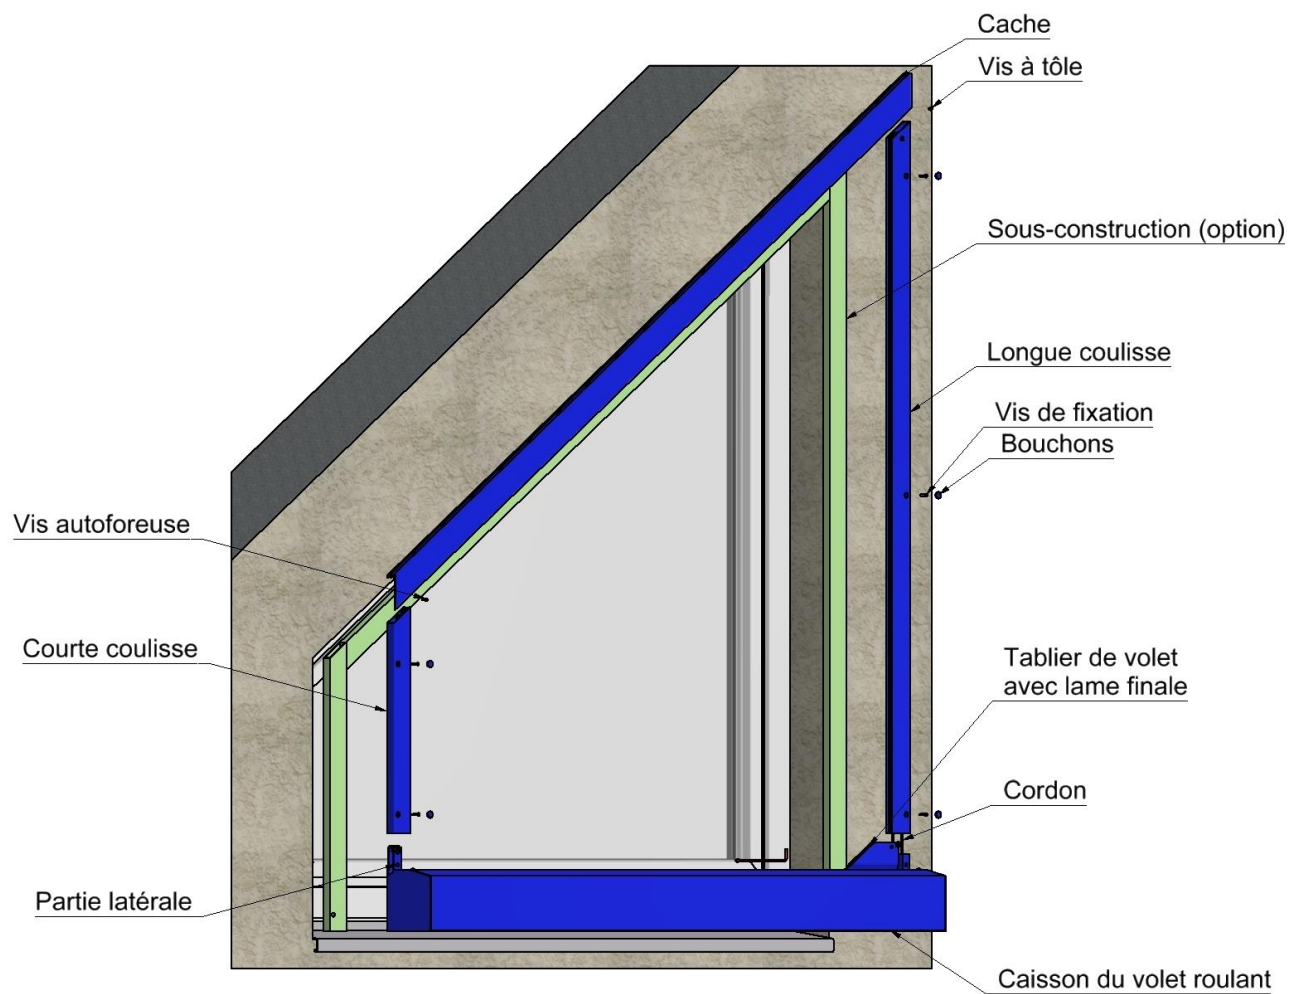 Cache
Vis à tôle
Sous-construction (option)
Longue coulisse
Vis de fixation
Bouchons
Vis autoforeuse
Courte coulisse
Tablier de volet
avec lame finale
Cordon
Partie latérale
Caisson du volet roulant